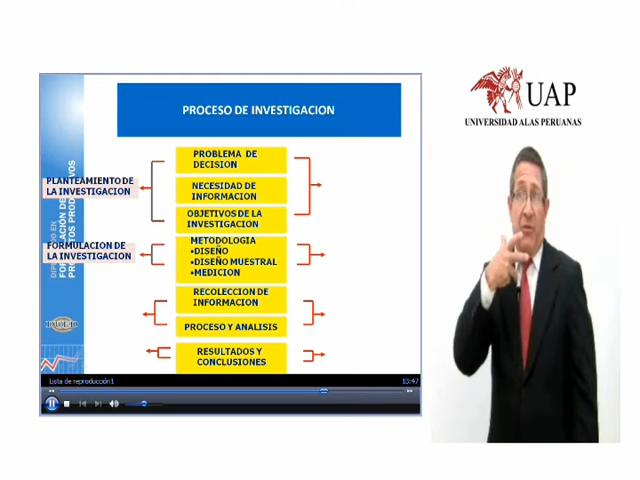 PROCESO DE INVESTIGACION
UAP
UNIVERSIDAD ALAS PERUANAS
PROBLEMA DE
DECISION
NECESIDAD DE
INFORMACION
OBJETIVOS DE LA
INVESTIGACION
PLANTEAMIENTO DE
LA INVESTIGACION
METODOLOGIA
•DISEÑO
•DISEÑO MUESTRAL
•MEDICION
FORMULACION DE
LA INVESTIGACION
RECOLECCION DE
INFORMACION
PROCESO Y ANALISIS
RESULTADOS Y
CONCLUSIONES
Lista de reproducción1
13:47